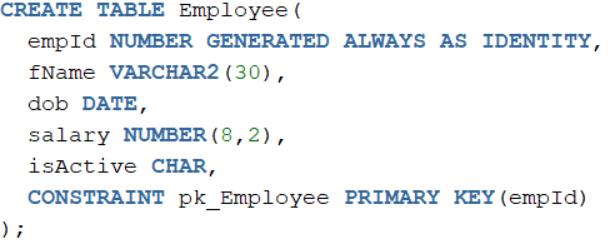 CREATE TABLE Employee(
  empId NUMBER GENERATED ALWAYS AS IDENTITY,
  fName VARCHAR2(30),
  dob DATE,
  salary NUMBER(8,2),
  isActive CHAR,
  CONSTRAINT pk_Employee PRIMARY KEY(empId)
);